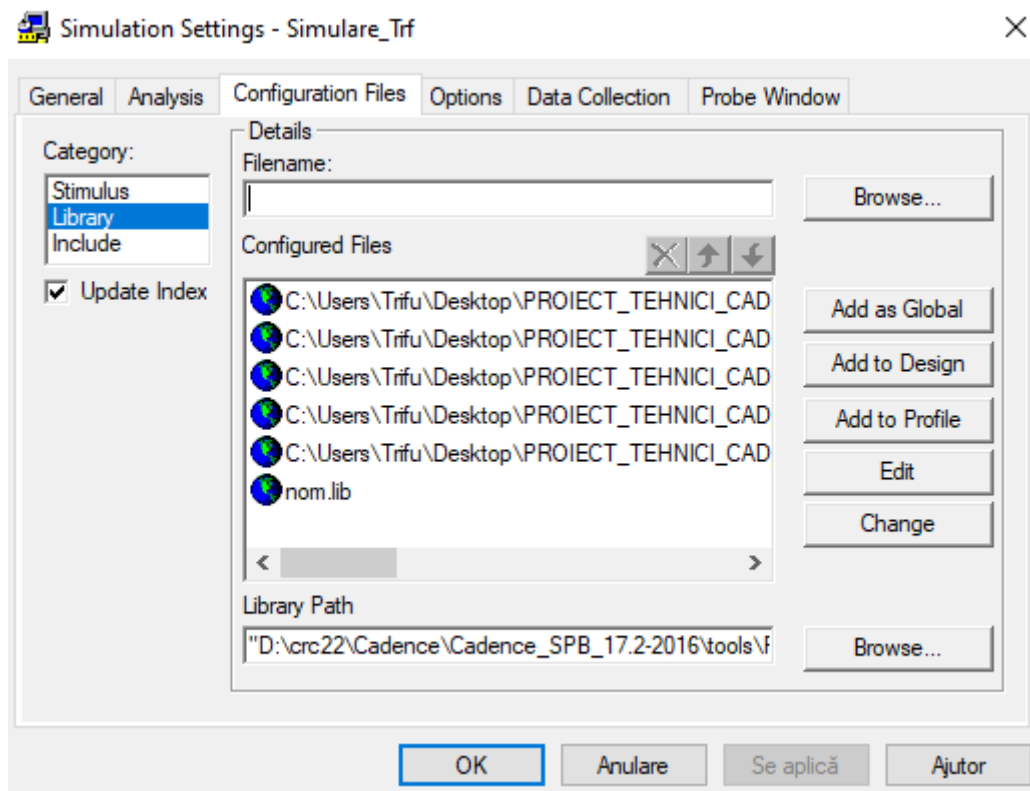 Simulation Settings - Simulare_Trf
General Analysis Configuration Files Options Data Collection Probe Window
Category:
Stimulus
Library
Include
Update Index
Details
Filename:
Browse...
Configured Files
C:\Users\Trifu\Desktop\PROIECT_TEHNICI_CAD
C:\Users\Trifu\Desktop\PROIECT_TEHNICI_CAD
C:\Users\Trifu\Desktop\PROIECT_TEHNICI_CAD
C:\Users\Trifu\Desktop\PROIECT_TEHNICI_CAD
C:\Users\Trifu\Desktop\PROIECT_TEHNICI_CAD
nom.lib
Add as Global
Add to Design
Add to Profile
Edit
Change
Library Path
"D:\crc22\Cadence\Cadence_SPB_17.2-2016\tools\
Browse...
OK Anulare Se aplică Ajutor